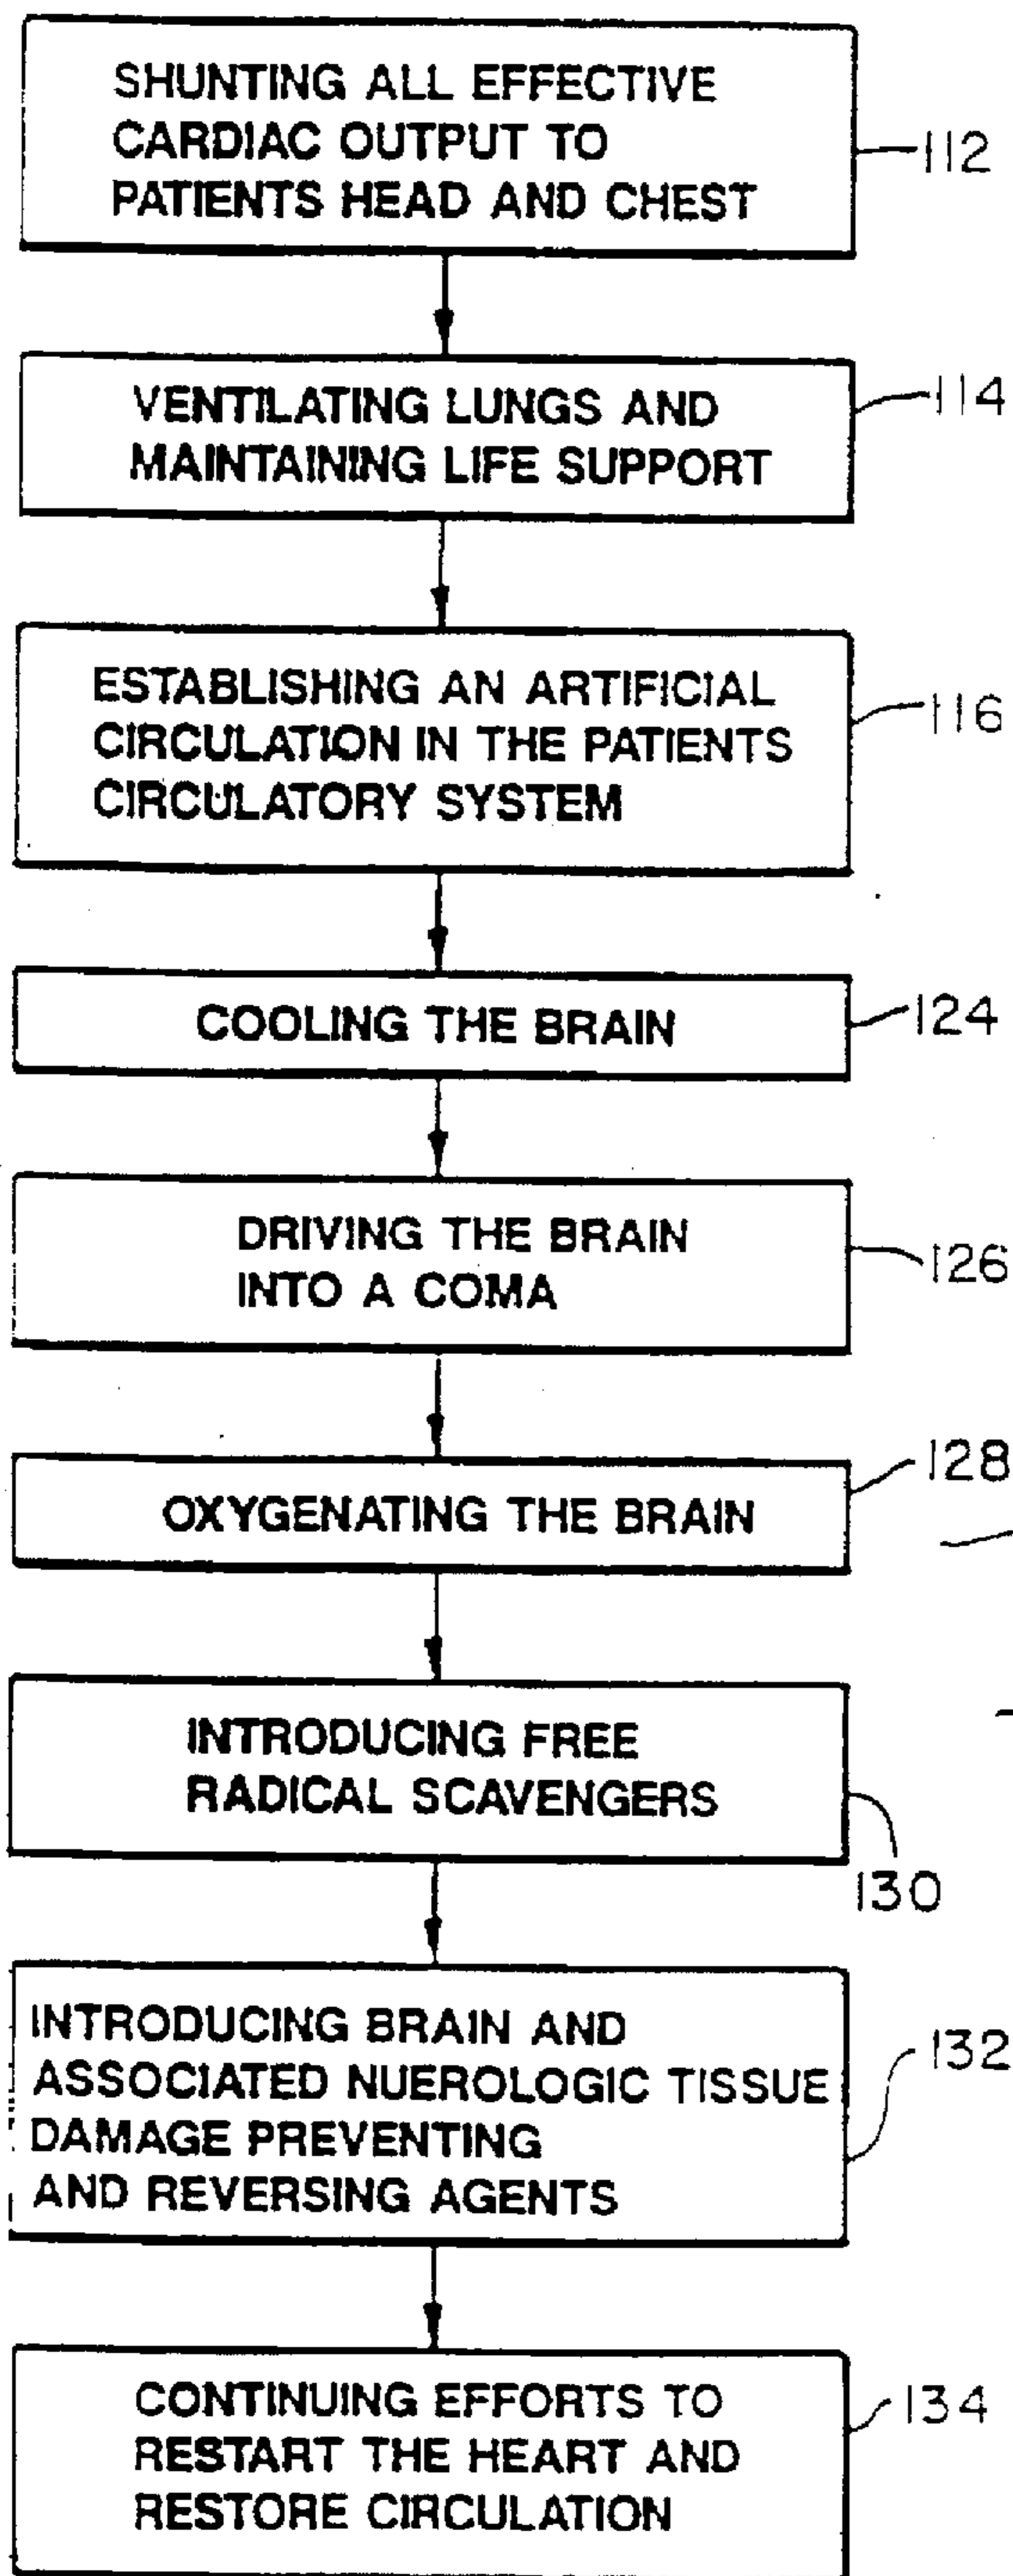 SHUNTING ALL EFFECTIVE
CARDIAC OUTPUT TO
PATIENTS HEAD AND CHEST
112
VENTILATING LUNGS AND
MAINTAINING LIFE SUPPORT
114
ESTABLISHING AN ARTIFICIAL
CIRCULATION IN THE PATIENTS
CIRCULATORY SYSTEM
116
COOLING THE BRAIN
124
DRIVING THE BRAIN
INTO A COMA
126
OXYGENATING THE BRAIN
128
INTRODUCING FREE
RADICAL SCAVENGERS
130
INTRODUCING BRAIN AND
ASSOCIATED NUEROLOGIC TISSUE
DAMAGE PREVENTING
AND REVERSING AGENTS
132
CONTINUING EFFORTS TO
RESTART THE HEART AND
RESTORE CIRCULATION
134